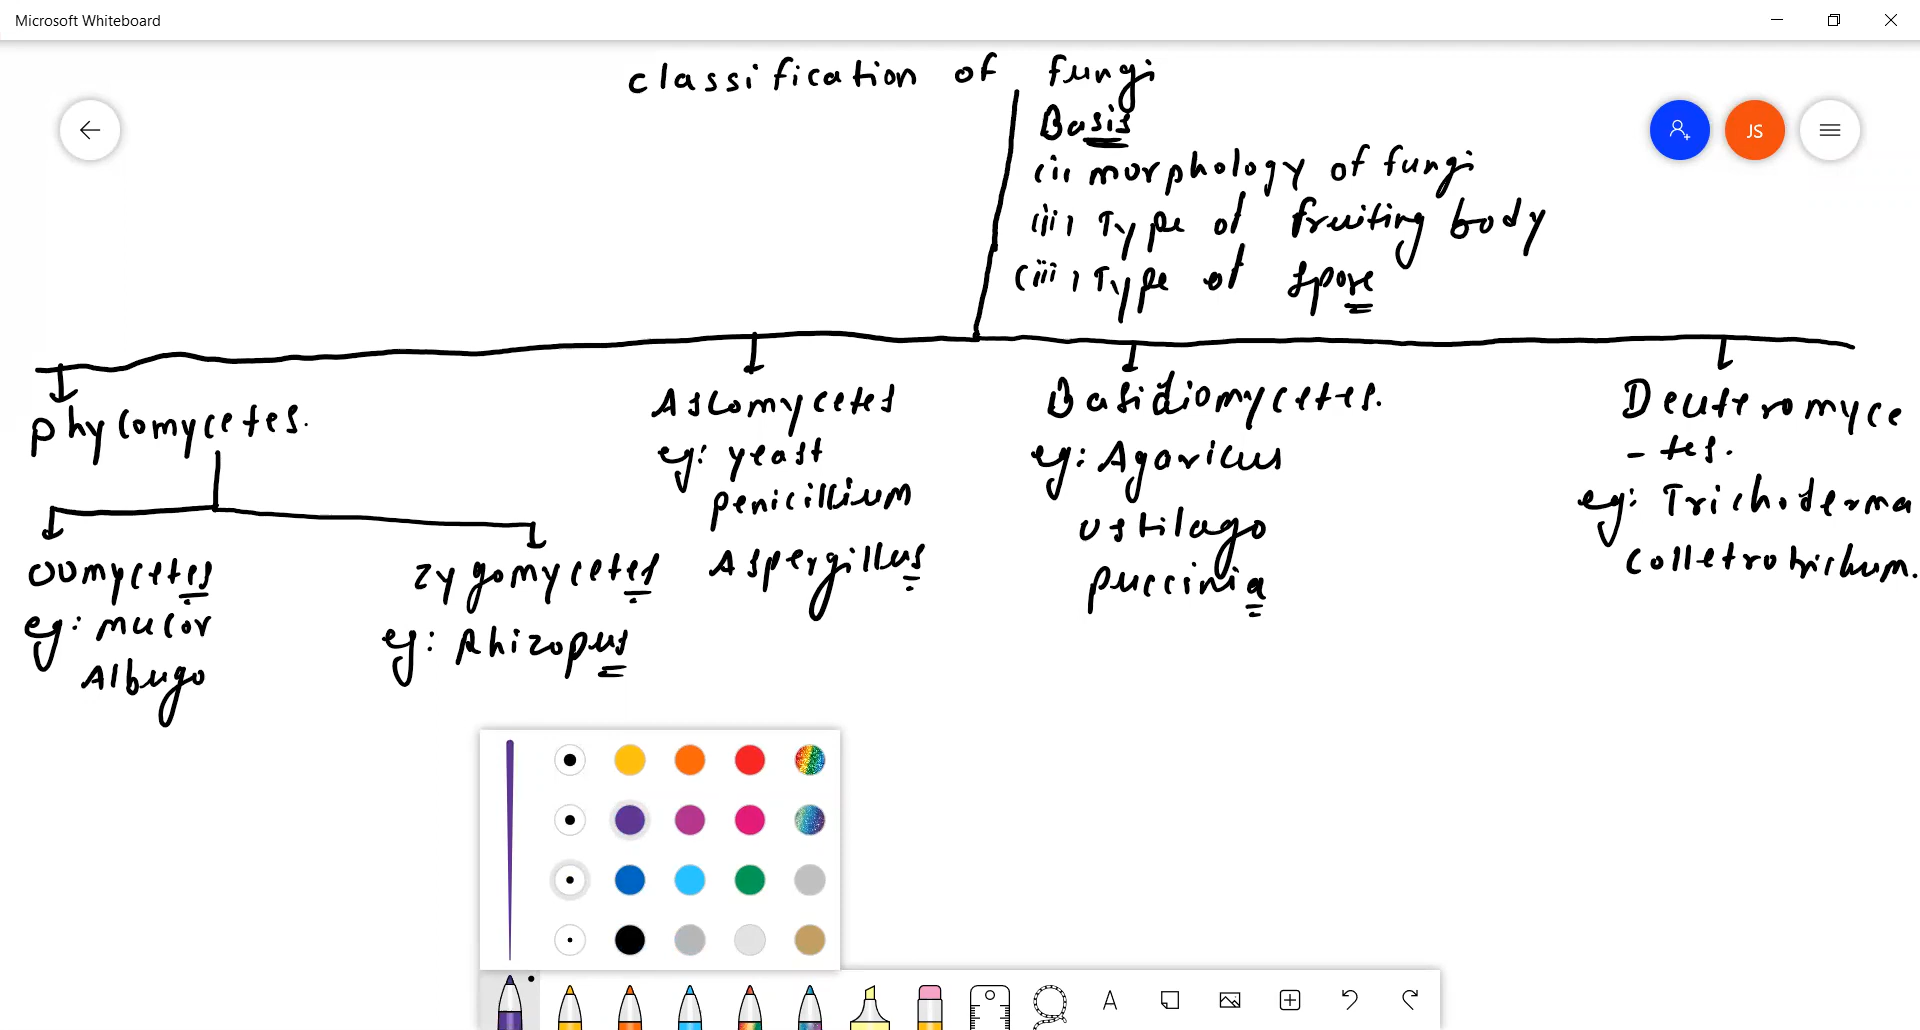 Microsoft Whiteboard
classification of fungi
Basis
(i) morphology of fungi
(ii) Type of fruiting body
(iii) Type of spore
JS
phycomycetes.
Ascomycetes
eg: yeast
penicillium
Aspergillus
Basidiomycetes.
eg: Agaricus
ustilago
puccinia
Deuteromyce
- tes.
eg: Trichoderma
colletrotrichum.
oomycetes
eg: mucor
Albugo
zygomycetes
eg: Rhizopus
A